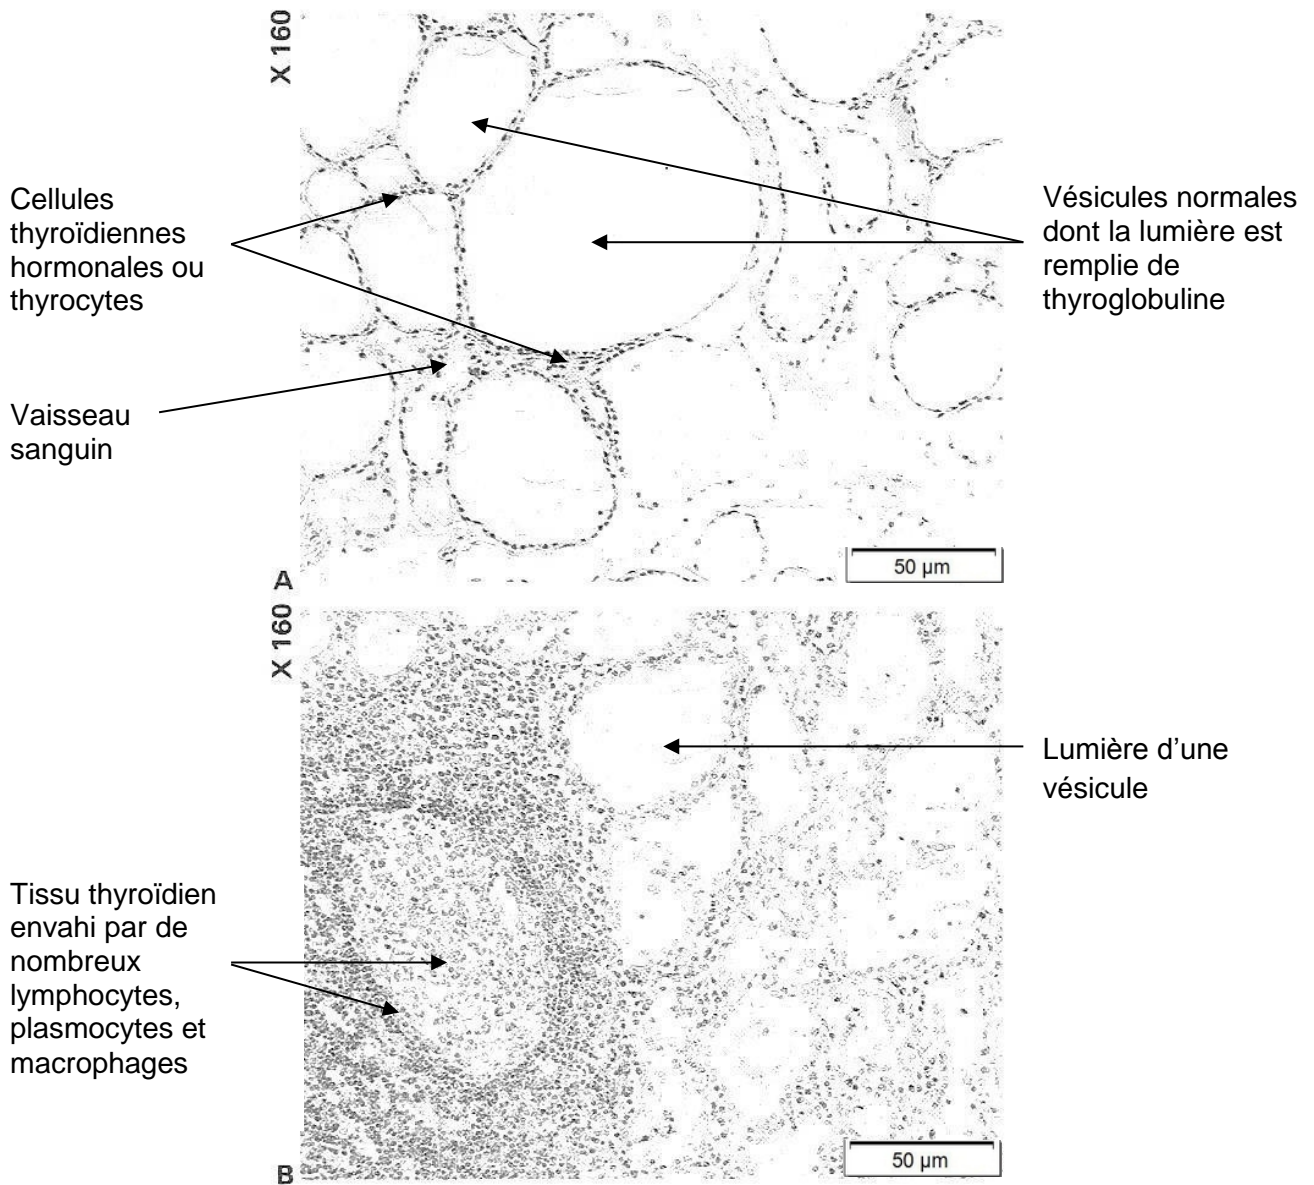 X 160
Cellules
thyroïdiennes
hormonales ou
thyrocytes
Vésicules normales
dont la lumière est
remplie de
thyroglobuline
Vaisseau
sanguin
50 µm
A
X 160
Lumière d'une
vésicule
Tissu thyroïdien
envahi par de
nombreux
lymphocytes,
plasmocytes et
macrophages
50 µm
B